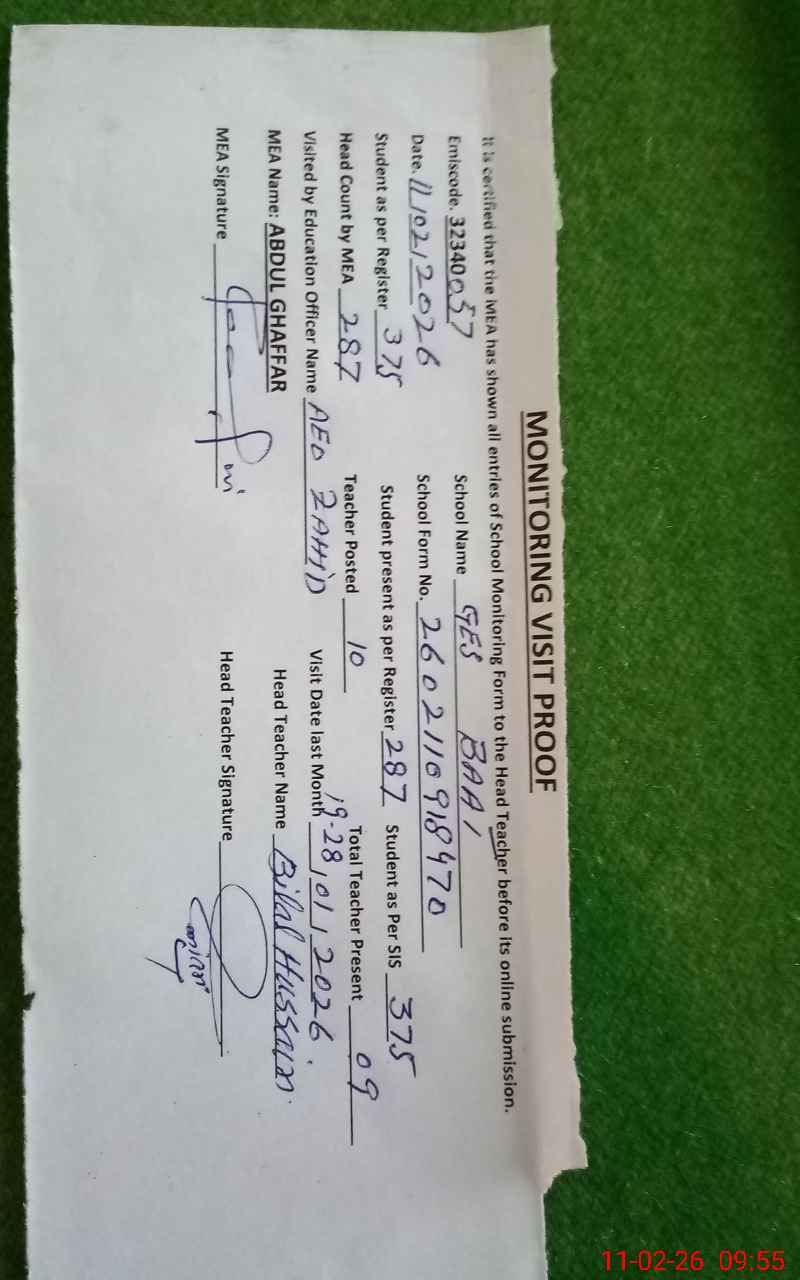 MONITORING VISIT PROOF
It is certified that the MEA has shown all entries of School Monitoring Form to the Head Teacher before its online submission.
Emiscode. 32340057 School Name GES BAAI
Date. 11/02/2026 School Form No. 2602110918470
Student as per Register 375 Student present as per Register 287 Student as Per SIS 375
Head Count by MEA 287 Teacher Posted 10 Total Teacher Present 09
Visited by Education Officer Name AEO ZAHID Visit Date last Month 19-28/01/2026.
MEA Name: ABDUL GHAFFAR Head Teacher Name Bilal Hussain.
MEA Signature Head Teacher Signature
11-02-26 09:55